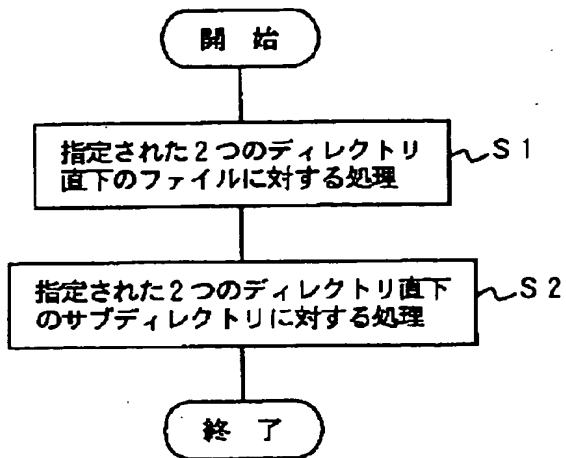 開 始
指定された2つのディレクトリ
直下のファイルに対する処理
S1
指定された2つのディレクトリ直下
のサブディレクトリに対する処理
S2
終 了